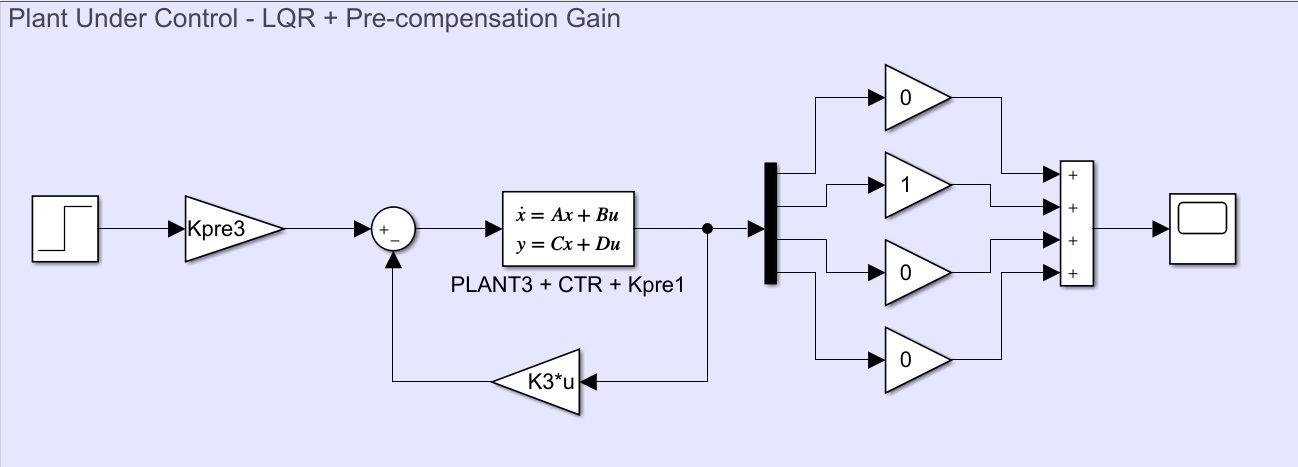 Plant Under Control - LQR + Pre-compensation Gain
0
1
+
+
+
+
Kpre3
+
−
ẋ = Ax + Bu
y = Cx + Du
PLANT3 + CTR + Kpre1
0
0
K3*u